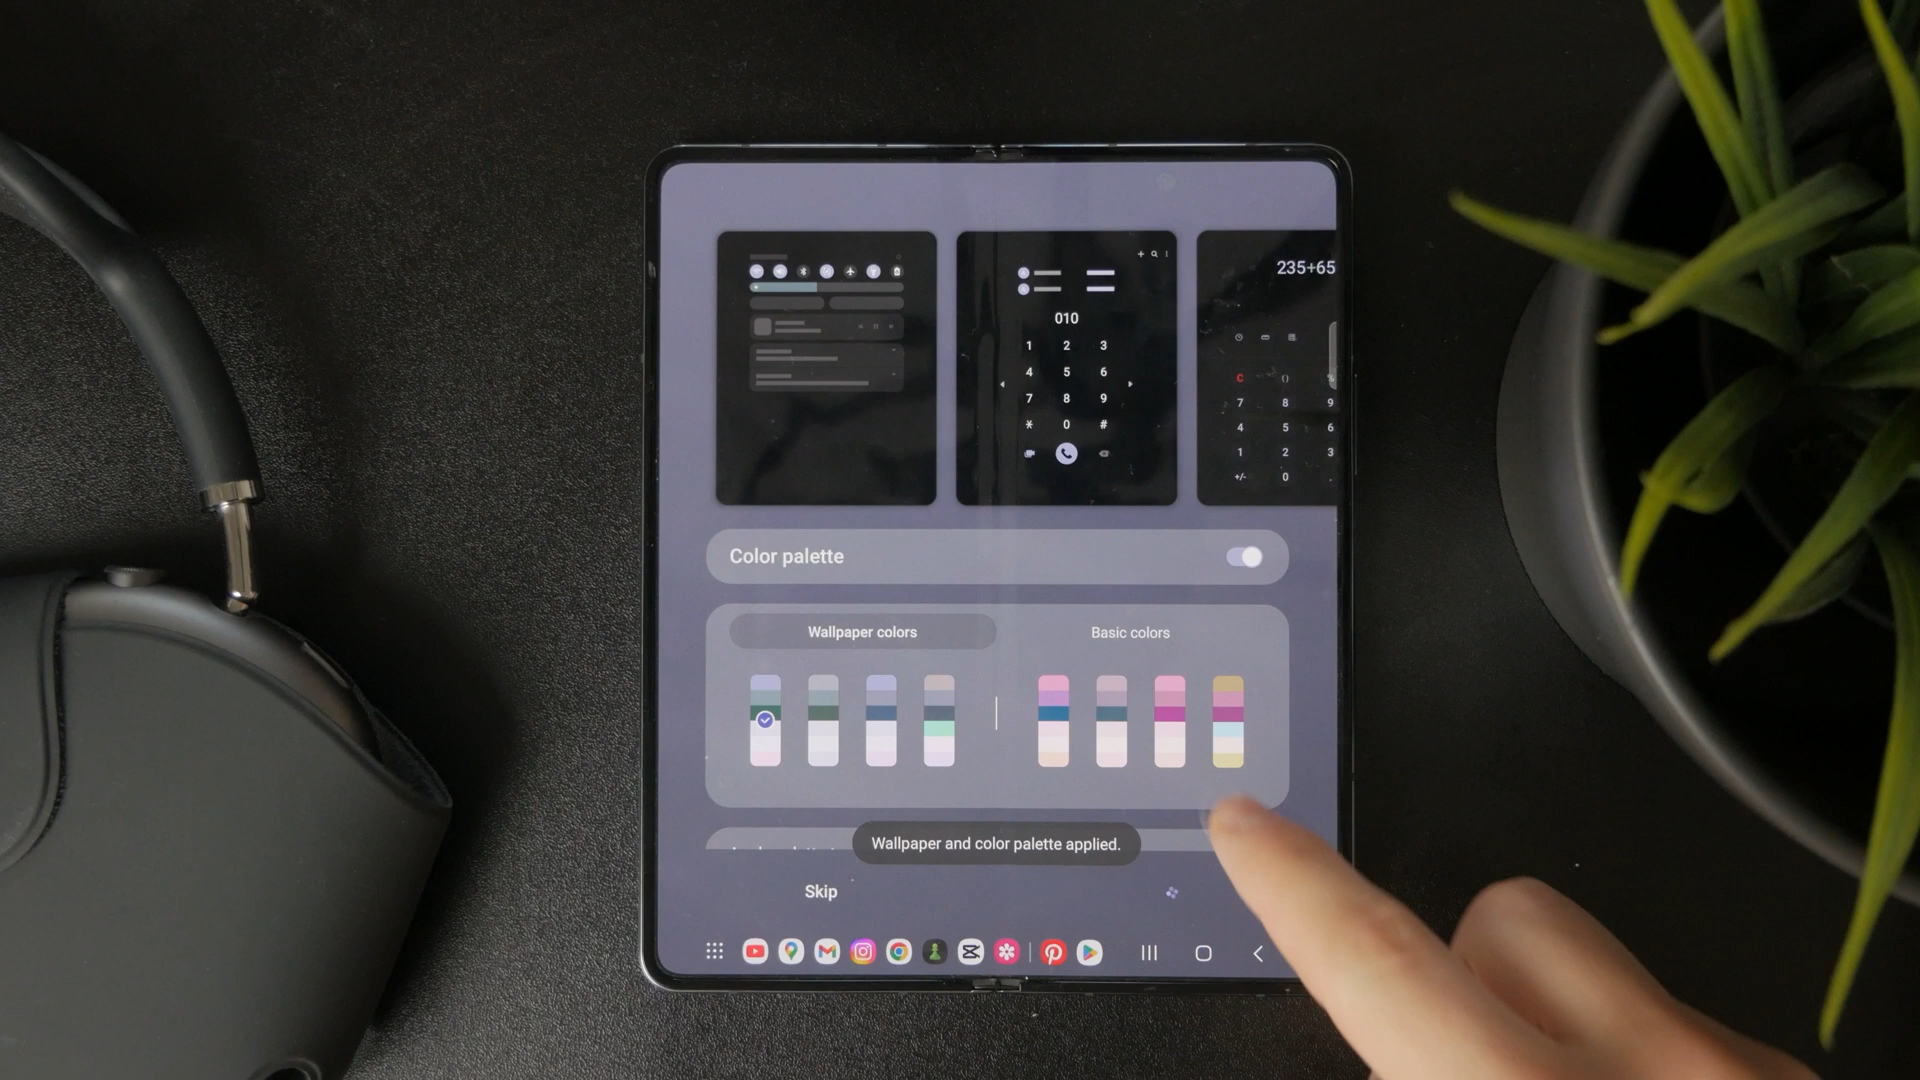 235+65
010
1 2 3
4 5 6
7 8 9
* 0 #
C () %
7 8 9
4 5 6
1 2 3
+/- 0 .
Color palette
Wallpaper colors
Basic colors
Wallpaper and color palette applied.
Skip